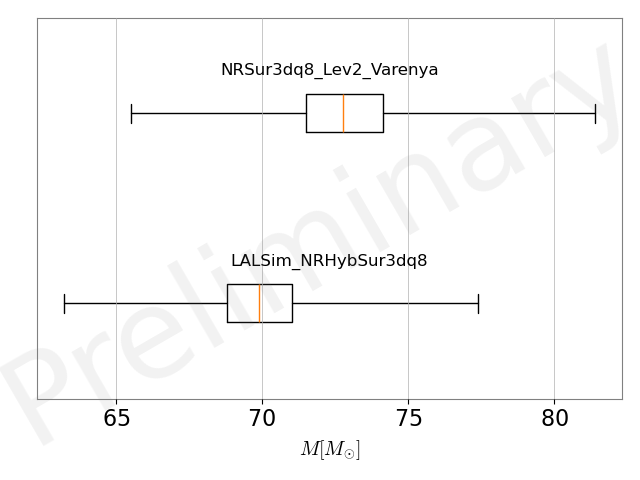 NRSur3dq8_Lev2_Varenya
LALSim_NRHybSur3dq8
Preliminary
65 70 75 80
M[M☉]